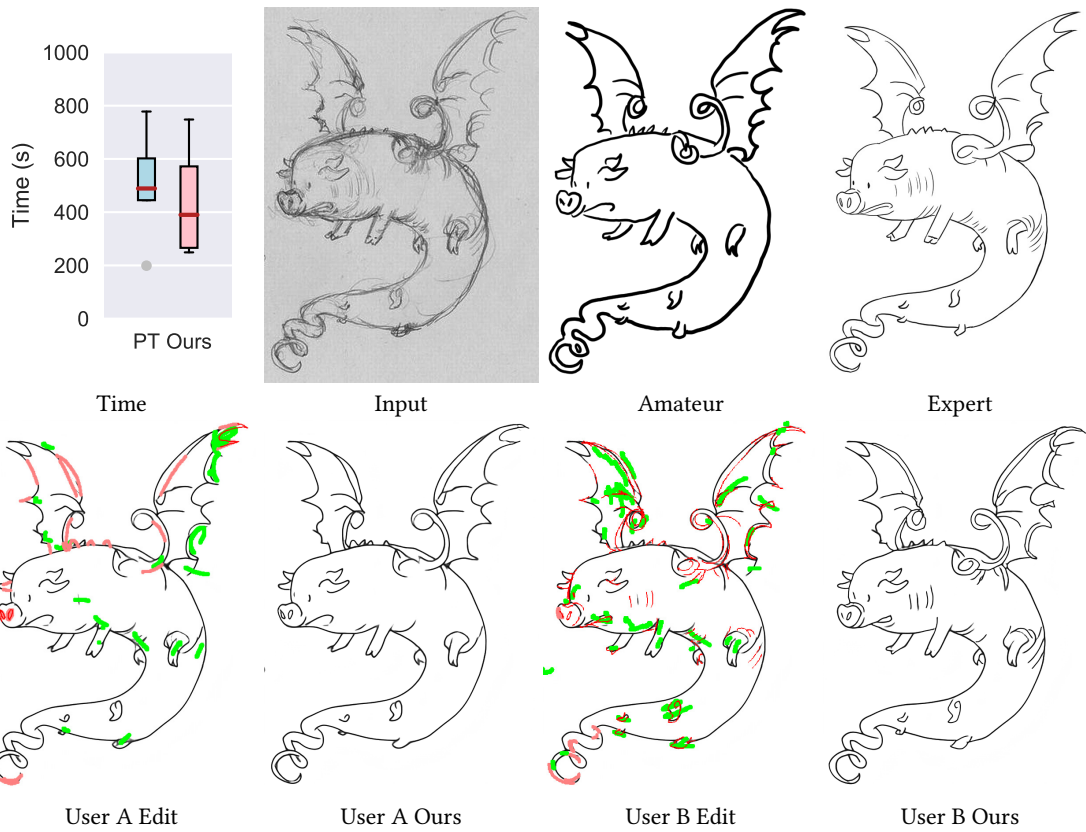 1000
800
600
400
200
0
Time (s)
PT Ours
Time
Input
Amateur
Expert
User A Edit
User A Ours
User B Edit
User B Ours